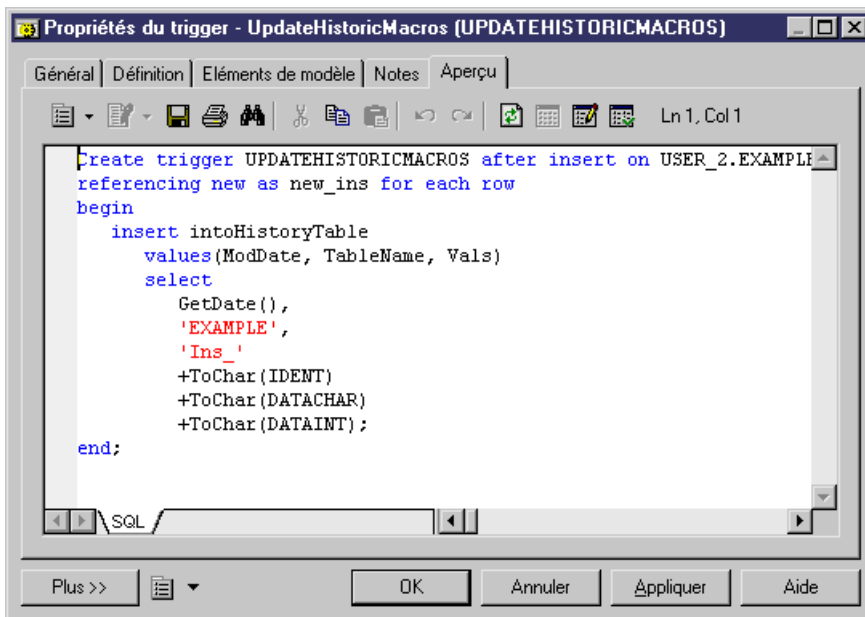 Propriétés du trigger - UpdateHistoricMacros (UPDATEHISTORICMACROS)
Général Définition Eléments de modèle Notes Aperçu
Ln 1, Col 1
Create trigger UPDATEHISTORICMACROS after insert on USER_2.EXAMPLE
referencing new as new_ins for each row
begin
insert intoHistoryTable
values(ModDate, TableName, Vals)
select
GetDate(),
'EXAMPLE',
'Ins_'
+ToChar(IDENT)
+ToChar(DATACHAR)
+ToChar(DATAINT);
end;
SQL
Plus >> OK Annuler Appliquer Aide